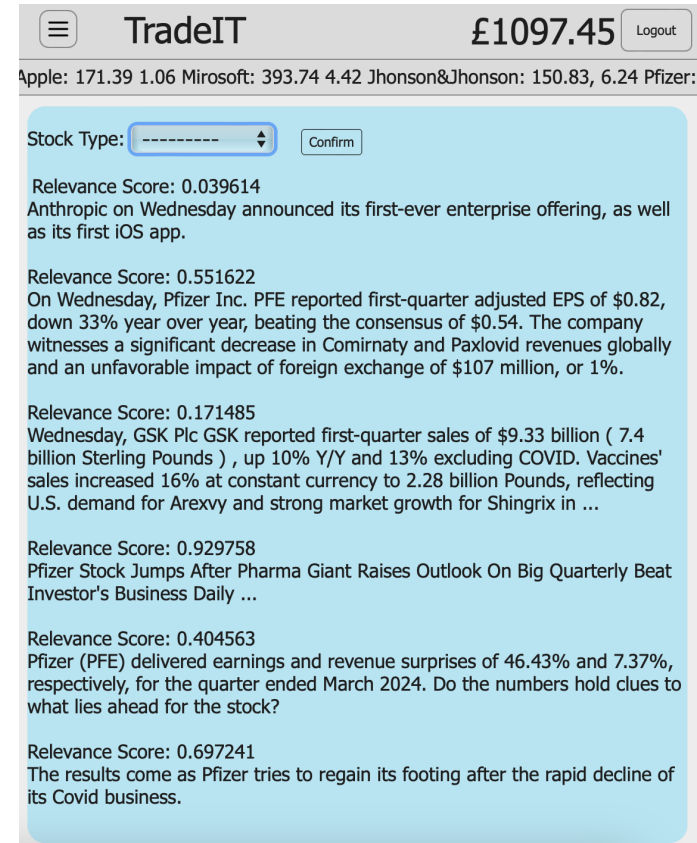 TradeIT
£1097.45
Logout
Apple: 171.39 1.06 Mirosoft: 393.74 4.42 Jhonson&Jhonson: 150.83, 6.24 Pfizer:
Stock Type: ---------
Confirm
Relevance Score: 0.039614
Anthropic on Wednesday announced its first-ever enterprise offering, as well
as its first iOS app.
Relevance Score: 0.551622
On Wednesday, Pfizer Inc. PFE reported first-quarter adjusted EPS of $0.82,
down 33% year over year, beating the consensus of $0.54. The company
witnesses a significant decrease in Comirnaty and Paxlovid revenues globally
and an unfavorable impact of foreign exchange of $107 million, or 1%.
Relevance Score: 0.171485
Wednesday, GSK Plc GSK reported first-quarter sales of $9.33 billion ( 7.4
billion Sterling Pounds ) , up 10% Y/Y and 13% excluding COVID. Vaccines'
sales increased 16% at constant currency to 2.28 billion Pounds, reflecting
U.S. demand for Arexvy and strong market growth for Shingrix in ...
Relevance Score: 0.929758
Pfizer Stock Jumps After Pharma Giant Raises Outlook On Big Quarterly Beat
Investor's Business Daily ...
Relevance Score: 0.404563
Pfizer (PFE) delivered earnings and revenue surprises of 46.43% and 7.37%,
respectively, for the quarter ended March 2024. Do the numbers hold clues to
what lies ahead for the stock?
Relevance Score: 0.697241
The results come as Pfizer tries to regain its footing after the rapid decline of
its Covid business.